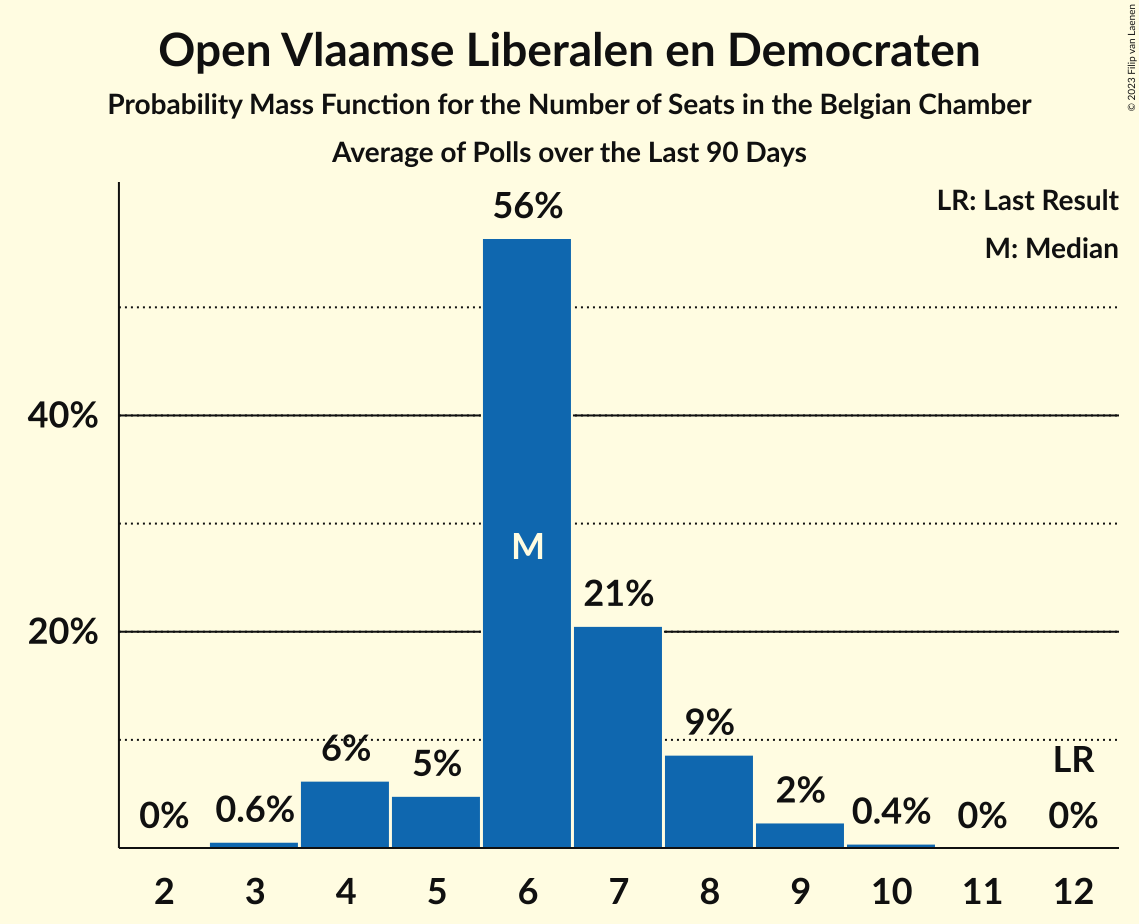 Open Vlaamse Liberalen en Democraten
Probability Mass Function for the Number of Seats in the Belgian Chamber
Average of Polls over the Last 90 Days
© 2023 Filip van Laenen
LR: Last Result
M: Median
56%
40%
M
21%
20%
9%
6%
5%
LR
2%
0%
0.6%
0.4%
0%
0%
2 3 4 5 6 7 8 9 10 11 12